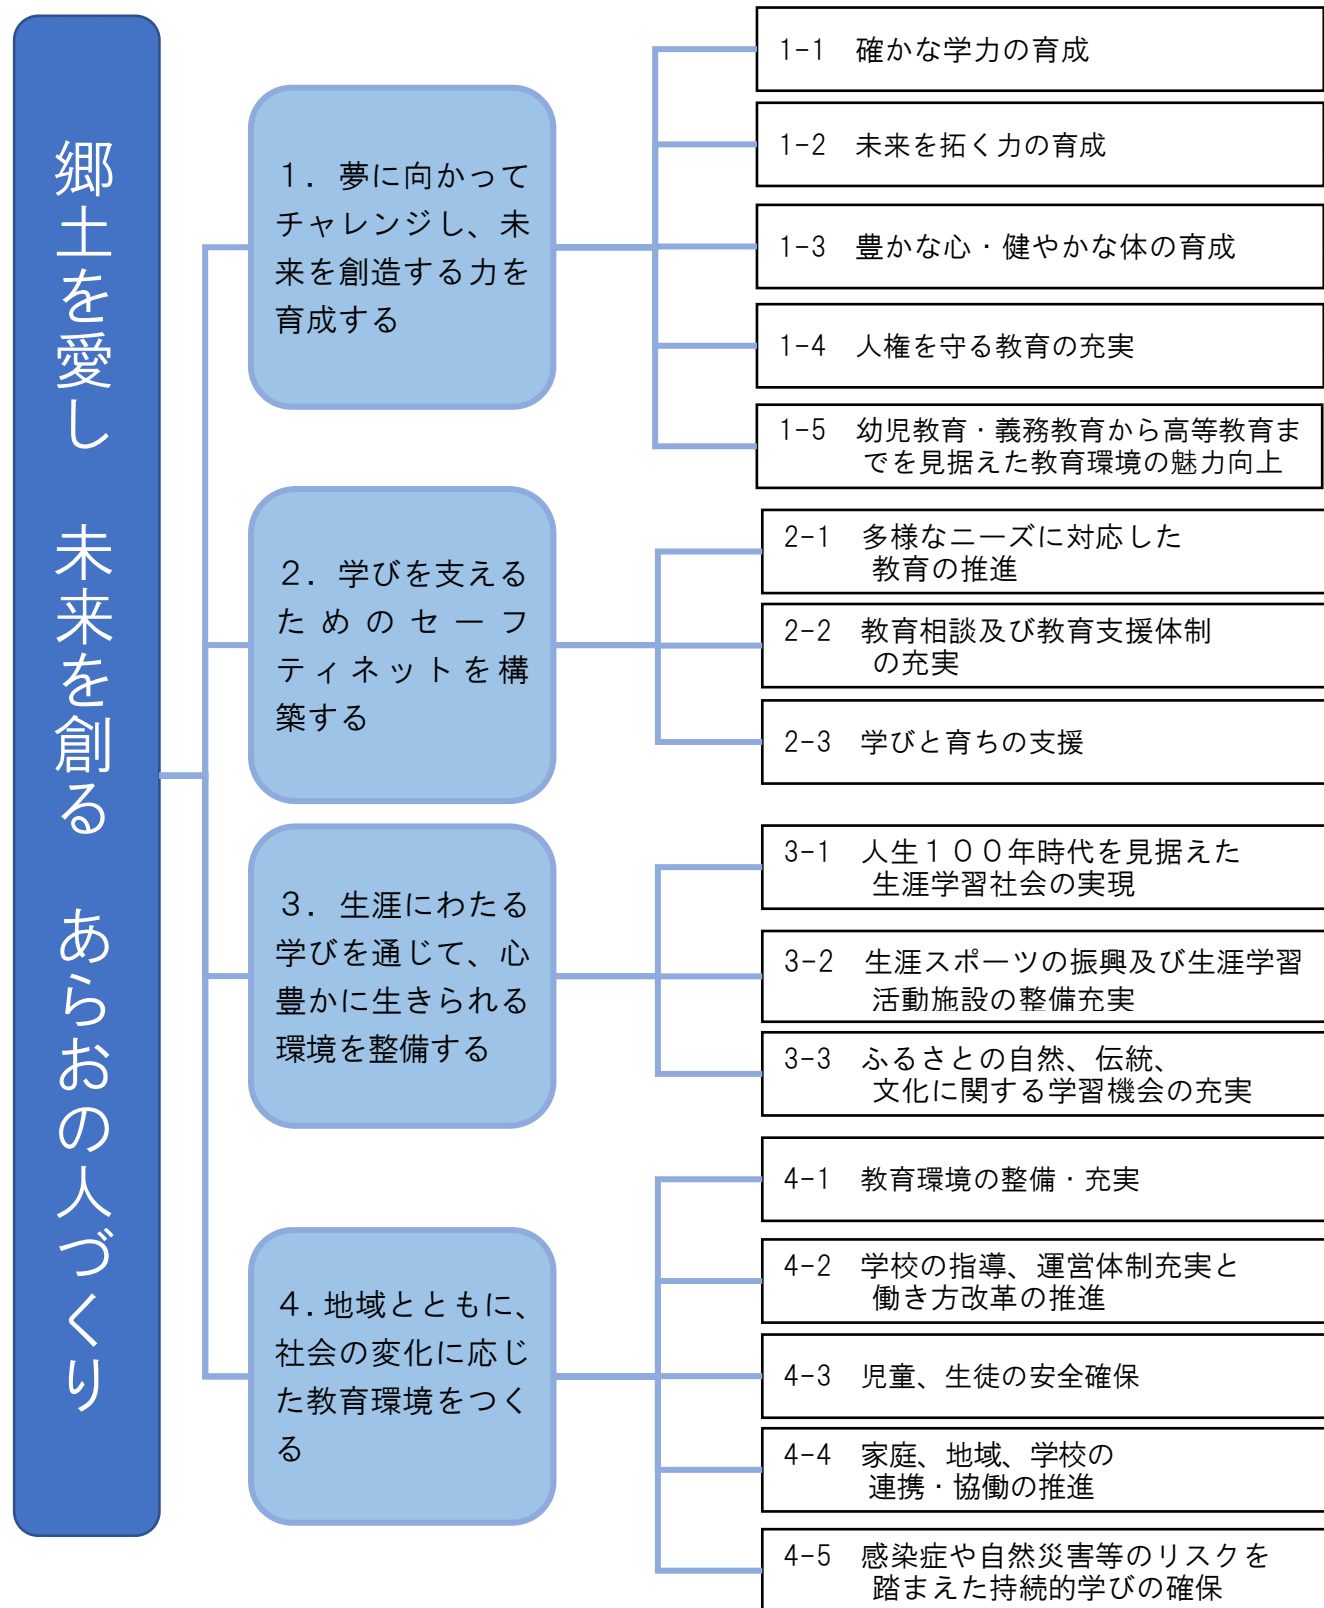 郷土を愛し　未来を創る　あらおの人づくり
１．夢に向かって
チャレンジし、未
来を創造する力を
育成する
1-1　確かな学力の育成
1-2　未来を拓く力の育成
1-3　豊かな心・健やかな体の育成
1-4　人権を守る教育の充実
1-5　幼児教育・義務教育から高等教育ま
でを見据えた教育環境の魅力向上
２．学びを支える
ためのセーフ
ティネットを構
築する
2-1　多様なニーズに対応した
教育の推進
2-2　教育相談及び教育支援体制
の充実
2-3　学びと育ちの支援
３．生涯にわたる
学びを通じて、心
豊かに生きられる
環境を整備する
3-1　人生１００年時代を見据えた
生涯学習社会の実現
3-2　生涯スポーツの振興及び生涯学習
活動施設の整備充実
3-3　ふるさとの自然、伝統、
文化に関する学習機会の充実
４．地域とともに、
社会の変化に応じ
た教育環境をつく
る
4-1　教育環境の整備・充実
4-2　学校の指導、運営体制充実と
働き方改革の推進
4-3　児童、生徒の安全確保
4-4　家庭、地域、学校の
連携・協働の推進
4-5　感染症や自然災害等のリスクを
踏まえた持続的学びの確保